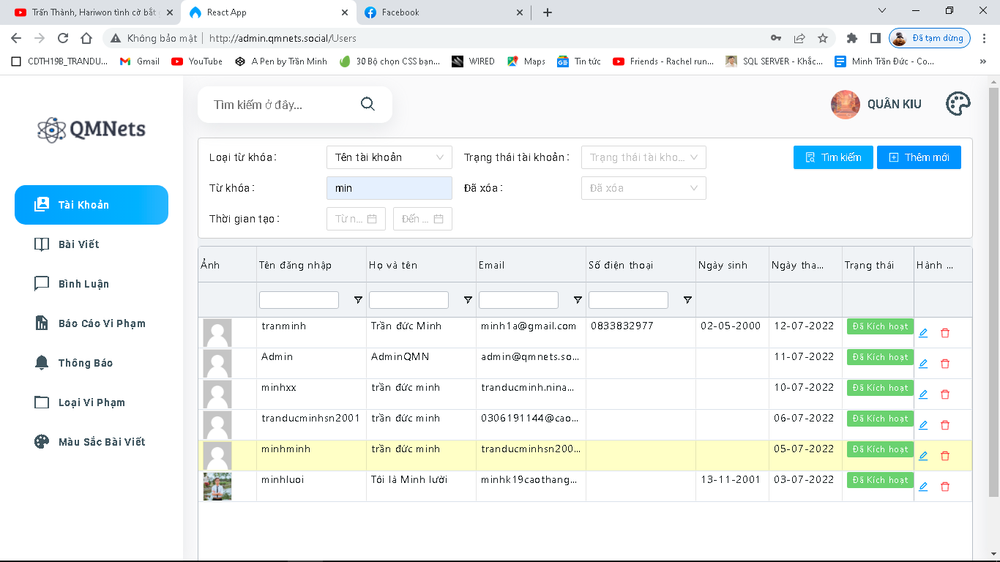 Trấn Thành, Hariwon tình cờ bắt
React App
Facebook
Không bảo mật
http://admin.qmnets.social/Users
Đã tạm dừng
CDTH19B_TRANDU...
Gmail
YouTube
A Pen by Trần Minh
30 Bộ chọn CSS bạn...
WIRED
Maps
Tin tức
Friends - Rachel run...
SQL SERVER - Khắc...
Minh Trần Đức - Co...
QMNets
Tìm kiếm ở đây...
QUÂN KIU
Tài Khoản
Bài Viết
Bình Luận
Báo Cáo Vi Phạm
Thông Báo
Loại Vi Phạm
Màu Sắc Bài Viết
Loại từ khóa:
Tên tài khoản
Trạng thái tài khoản:
Trạng thái tài kho...
Tìm kiếm
Thêm mới
Từ khóa:
min
Đã xóa:
Đã xóa
Thời gian tạo:
Từ n...
Đến ...
Ảnh Tên đăng nhập Họ và tên Email Số điện thoại Ngày sinh Ngày tha... Trạng thái Hành ...
tranminh Trần đức Minh minh1a@gmail.com 0833832977 02-05-2000 12-07-2022 Đã Kích hoạt
Admin AdminQMN admin@qmnets.so... 11-07-2022 Đã Kích hoạt
minhxx trần đức minh tranducminh.nina... 10-07-2022 Đã Kích hoạt
tranducminhsn2001 trần đức minh 0306191144@cao... 06-07-2022 Đã Kích hoạt
minhminh trần đức minh tranducminhsn200... 05-07-2022 Đã Kích hoạt
minhluoi Tôi là Minh lười minhk19caothang... 13-11-2001 03-07-2022 Đã Kích hoạt